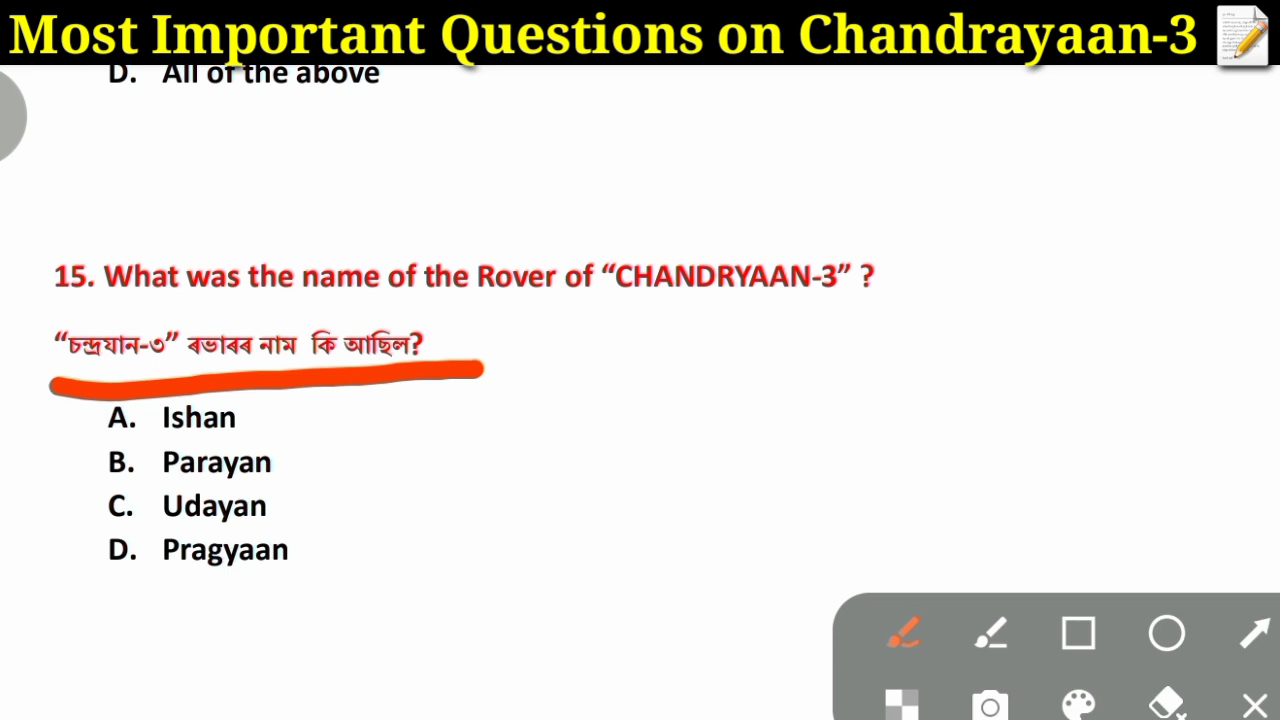 Most Important Questions on Chandrayaan-3
D. All of the above
15. What was the name of the Rover of “CHANDRYAAN-3” ?
“চন্দ্ৰযান-৩” ৰভাৰৰ নাম কি আছিল?
A. Ishan
B. Parayan
C. Udayan
D. Pragyaan